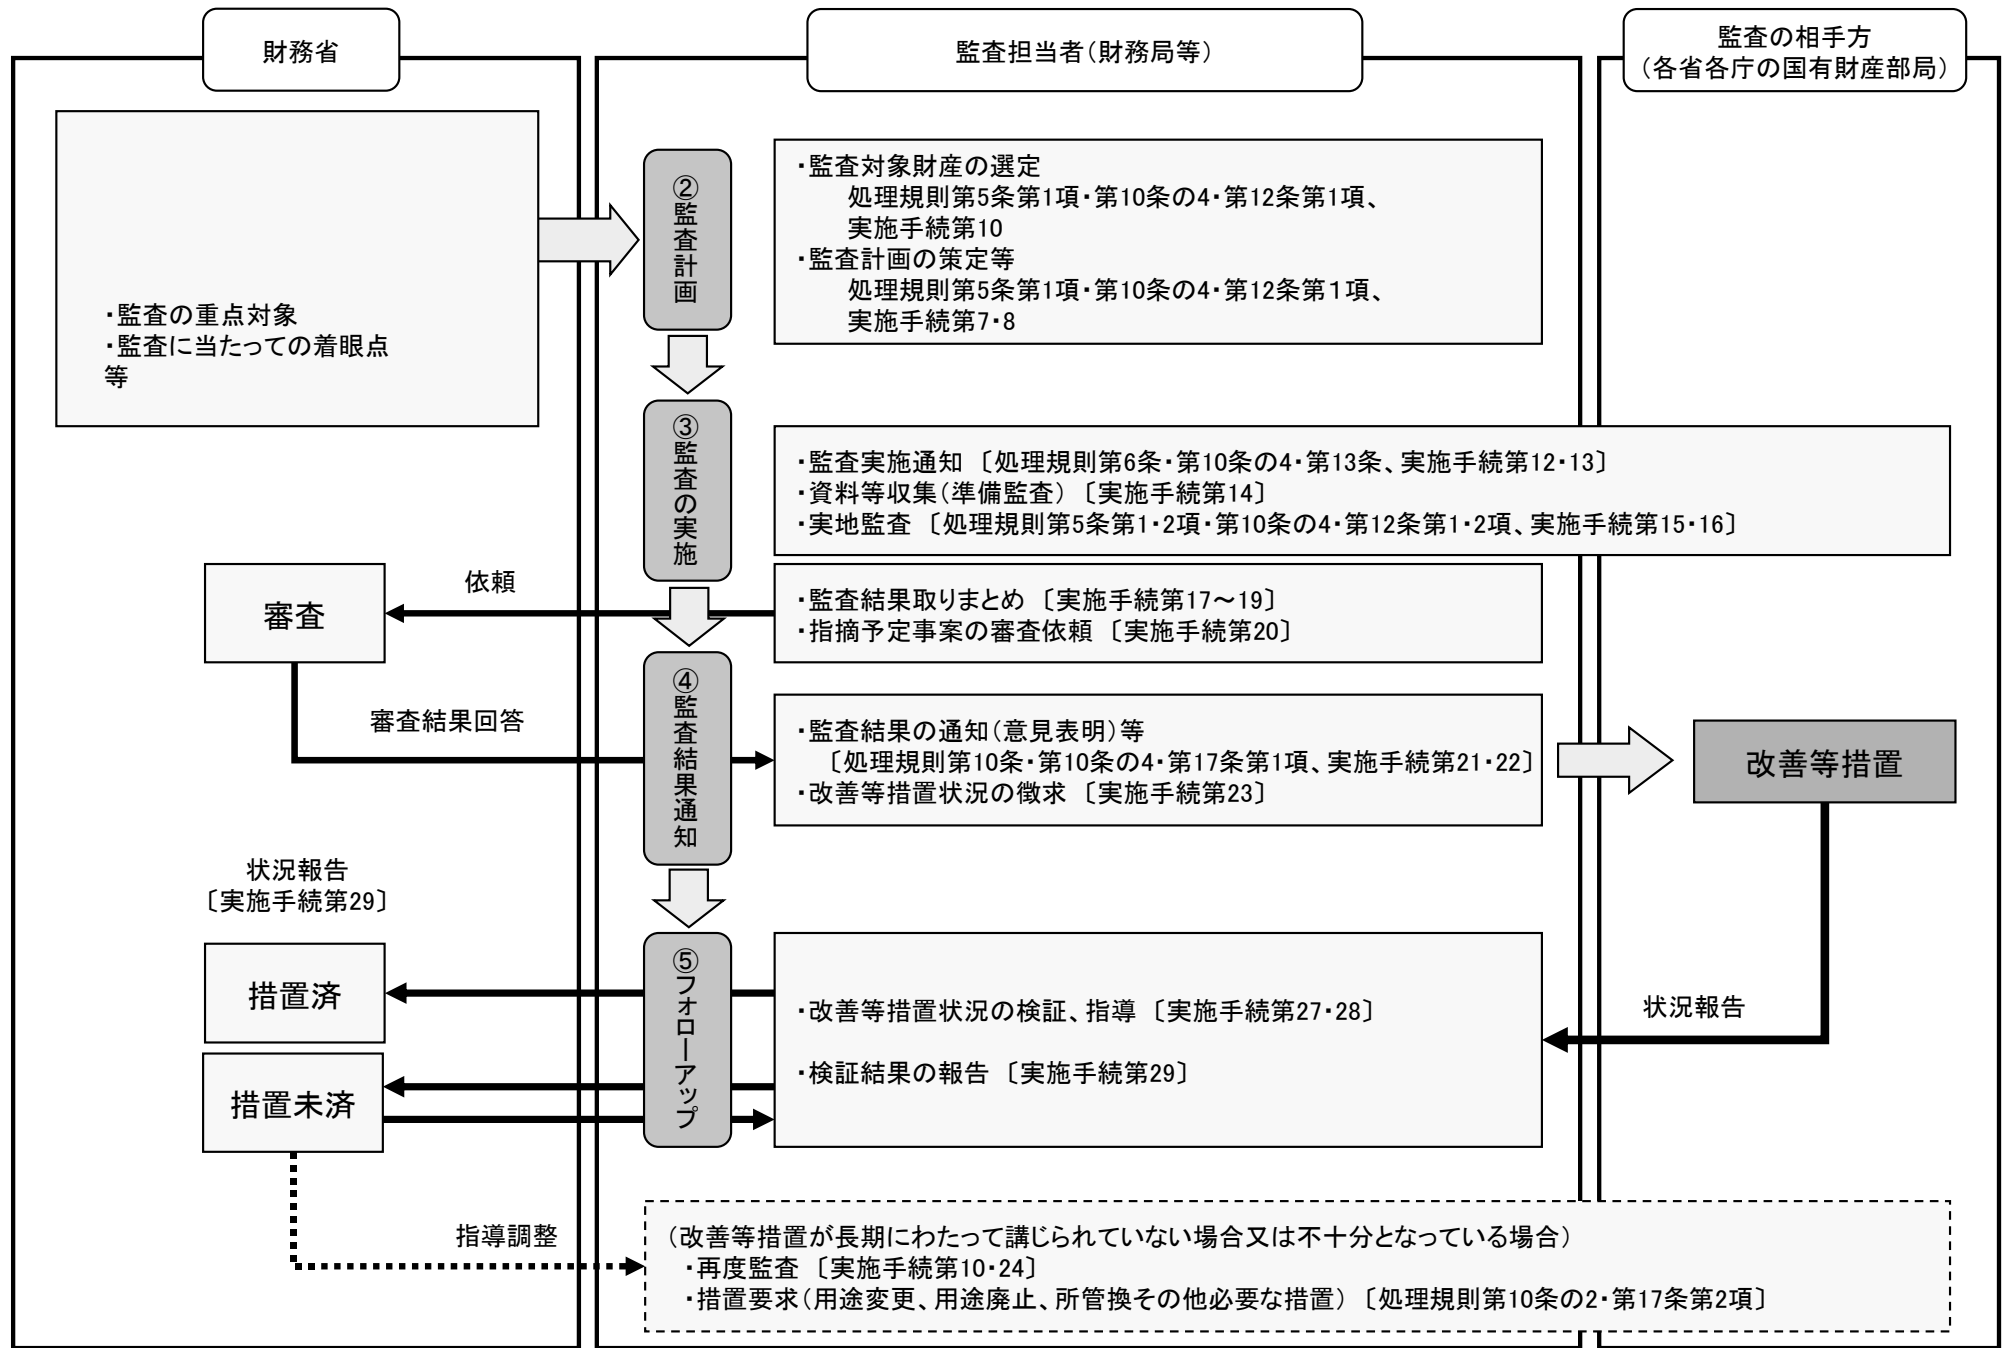 財務省
監査担当者（財務局等）
監査の相手方
（各省各庁の国有財産部局）
・監査の重点対象
・監査に当たっての着眼点
等
②監査計画
・監査対象財産の選定
処理規則第5条第1項・第10条の4・第12条第1項、
実施手続第10
・監査計画の策定等
処理規則第5条第1項・第10条の4・第12条第１項、
実施手続第7・8
③監査の実施
・監査実施通知 〔処理規則第6条・第10条の4・第13条、実施手続第12・13〕
・資料等収集（準備監査） 〔実施手続第14〕
・実地監査 〔処理規則第5条第1・2項・第10条の4・第12条第1・2項、実施手続第15・16〕
依頼
審査
・監査結果取りまとめ 〔実施手続第17～19〕
・指摘予定事案の審査依頼 〔実施手続第20〕
審査結果回答
④監査結果通知
・監査結果の通知（意見表明）等
〔処理規則第10条・第10条の4・第17条第1項、実施手続第21・22〕
・改善等措置状況の徴求 〔実施手続第23〕
改善等措置
状況報告
〔実施手続第29〕
措置済
措置未済
⑤フォローアップ
・改善等措置状況の検証、指導 〔実施手続第27・28〕
・検証結果の報告 〔実施手続第29〕
状況報告
指導調整
（改善等措置が長期にわたって講じられていない場合又は不十分となっている場合）
・再度監査 〔実施手続第10・24〕
・措置要求（用途変更、用途廃止、所管換その他必要な措置） 〔処理規則第10条の2・第17条第2項〕